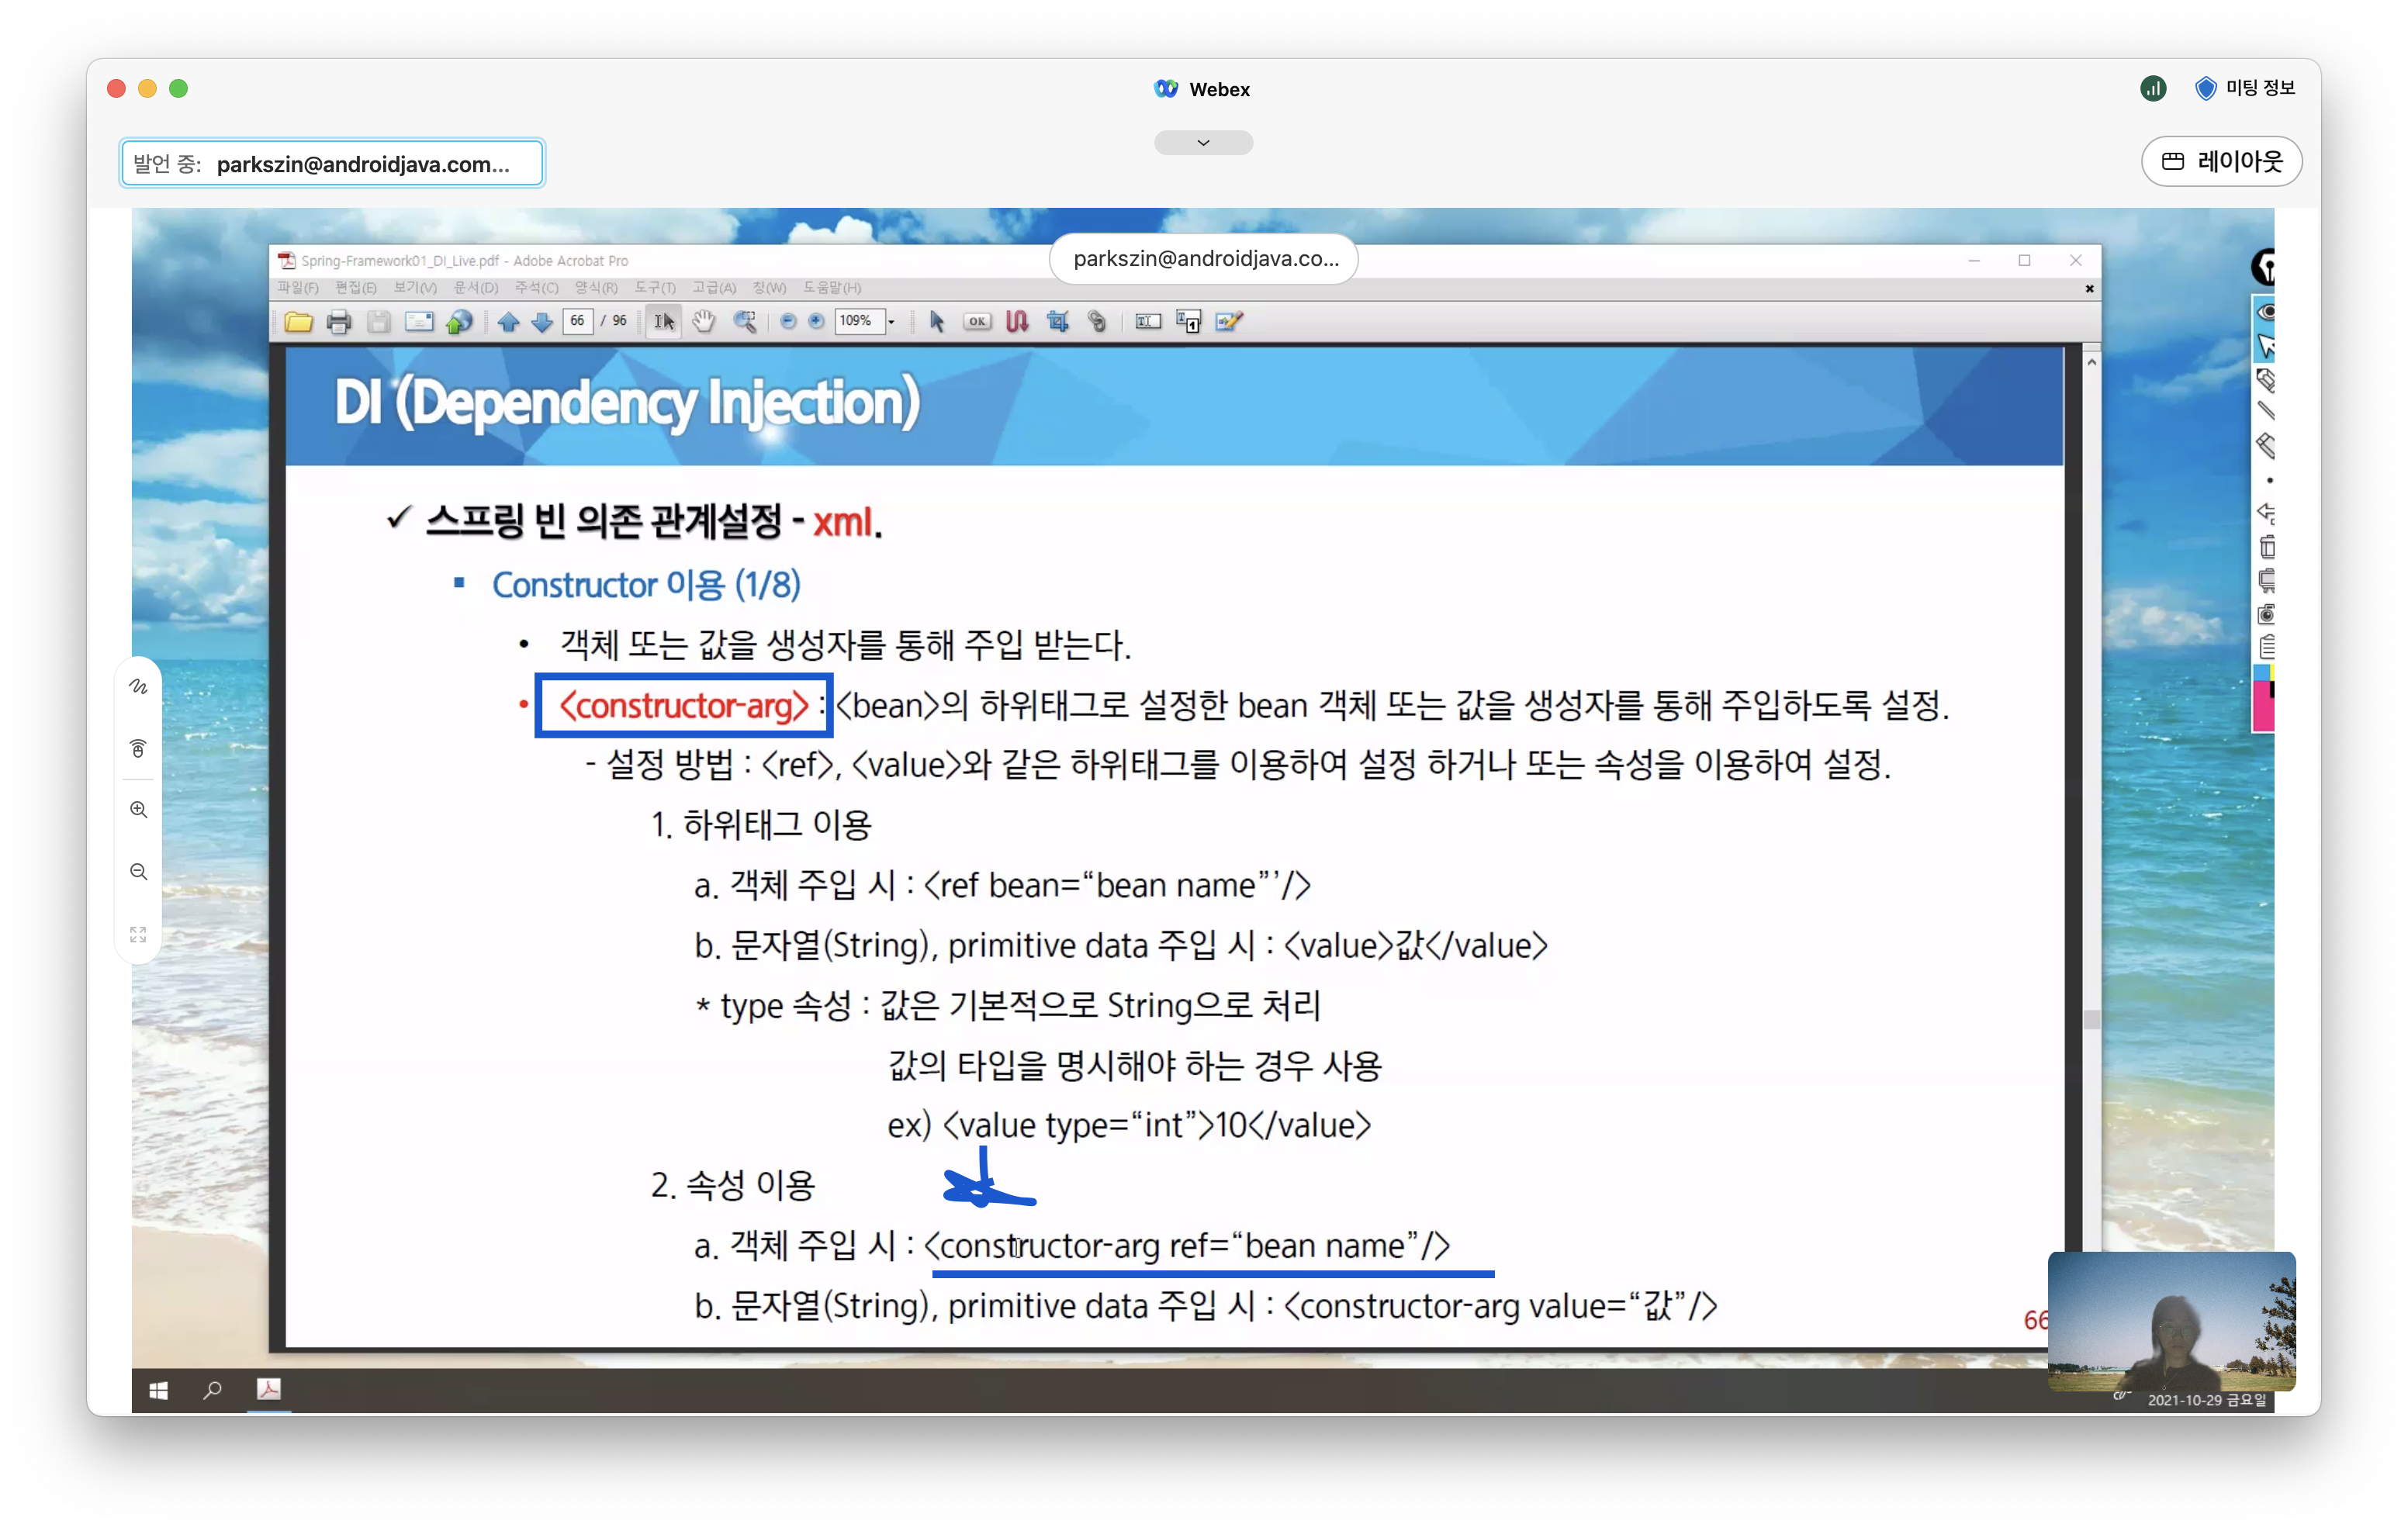 Webex
미팅 정보
발언 중: parkszin@androidjava.com...
레이아웃
Spring-Framework01_DI_Live.pdf - Adobe Acrobat Pro
parkszin@androidjava.co...
파일(F) 편집(E) 보기(V) 문서(D) 주석(C) 양식(R) 도구(T) 고급(A) 창(W) 도움말(H)
66 / 96 OK 109%
DI (Dependency Injection)
✓ 스프링 빈 의존 관계설정 - xml.
▪ Constructor 이용 (1/8)
• 객체 또는 값을 생성자를 통해 주입 받는다.
• <constructor-arg> : <bean>의 하위태그로 설정한 bean 객체 또는 값을 생성자를 통해 주입하도록 설정.
- 설정 방법 : <ref>, <value>와 같은 하위태그를 이용하여 설정 하거나 또는 속성을 이용하여 설정.
1. 하위태그 이용
a. 객체 주입 시 : <ref bean=“bean name”’/>
b. 문자열(String), primitive data 주입 시 : <value>값</value>
* type 속성 : 값은 기본적으로 String으로 처리
값의 타입을 명시해야 하는 경우 사용
ex) <value type=“int”>10</value>
2. 속성 이용
a. 객체 주입 시 : <constructor-arg ref=“bean name”/>
b. 문자열(String), primitive data 주입 시 : <constructor-arg value=“값”/>
66
2021-10-29 금요일